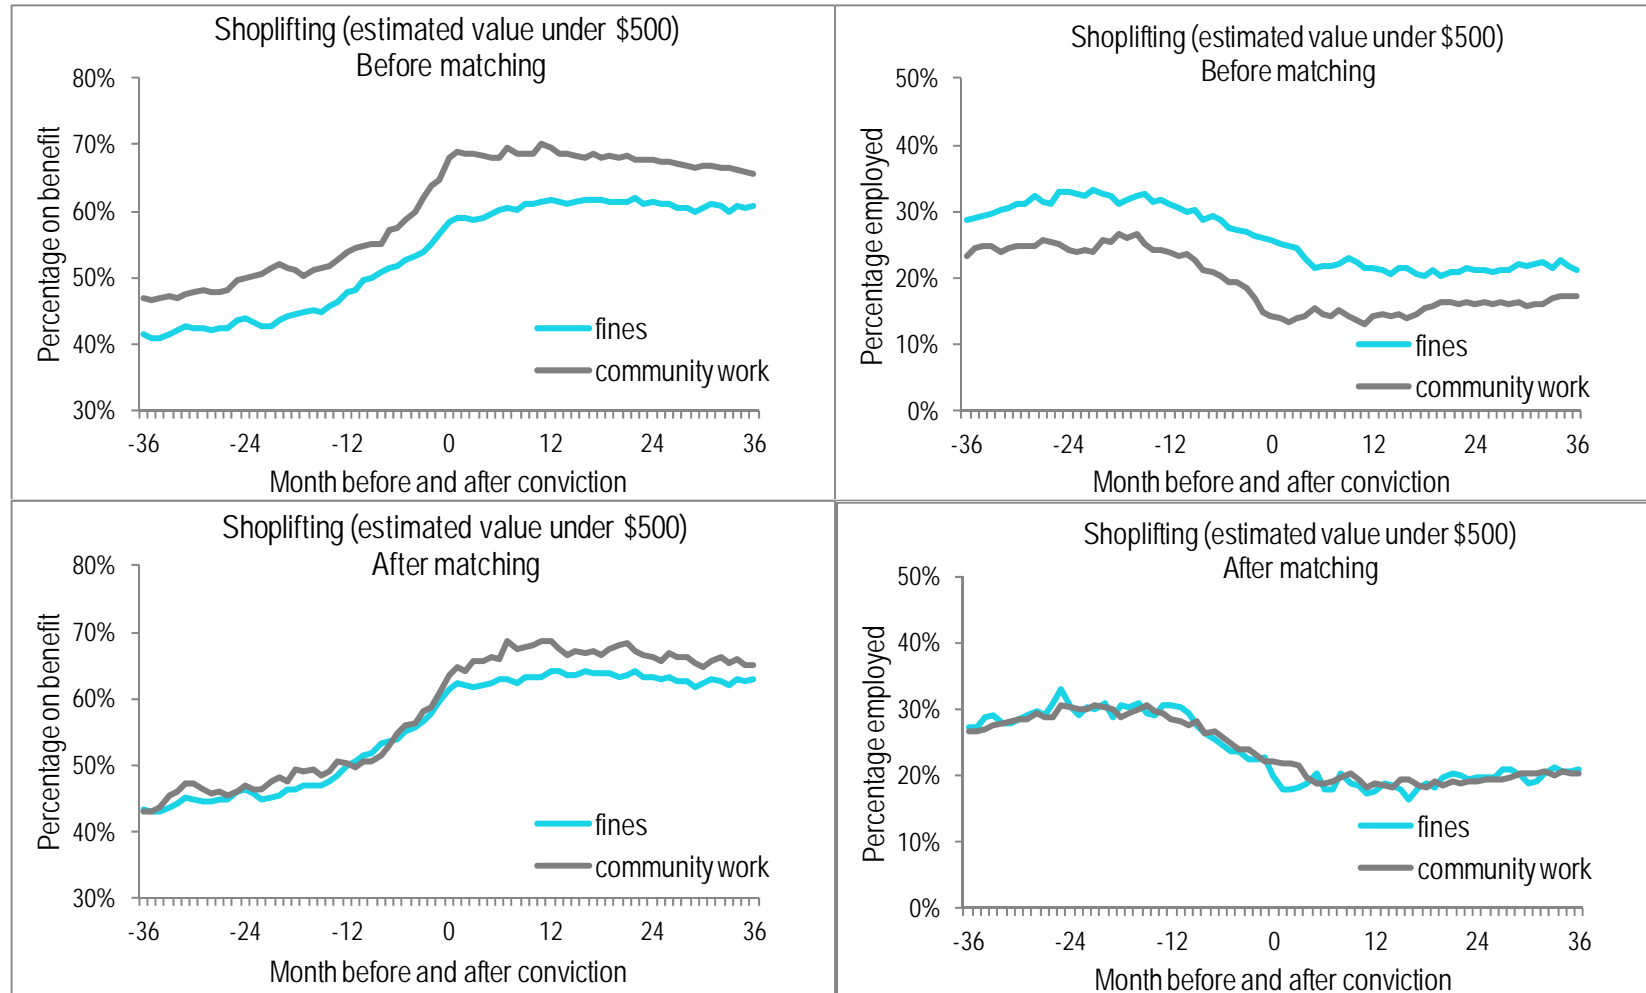 Shoplifting (estimated value under $500)
Before matching
80%
70%
60%
50%
40%
30%
Percentage on benefit
fines
community work
-36 -24 -12 0 12 24 36
Month before and after conviction
Shoplifting (estimated value under $500)
Before matching
50%
40%
30%
20%
10%
0%
Percentage employed
fines
community work
-36 -24 -12 0 12 24 36
Month before and after conviction
Shoplifting (estimated value under $500)
After matching
80%
70%
60%
50%
40%
30%
Percentage on benefit
fines
community work
-36 -24 -12 0 12 24 36
Month before and after conviction
Shoplifting (estimated value under $500)
After matching
50%
40%
30%
20%
10%
0%
Percentage employed
fines
community work
-36 -24 -12 0 12 24 36
Month before and after conviction